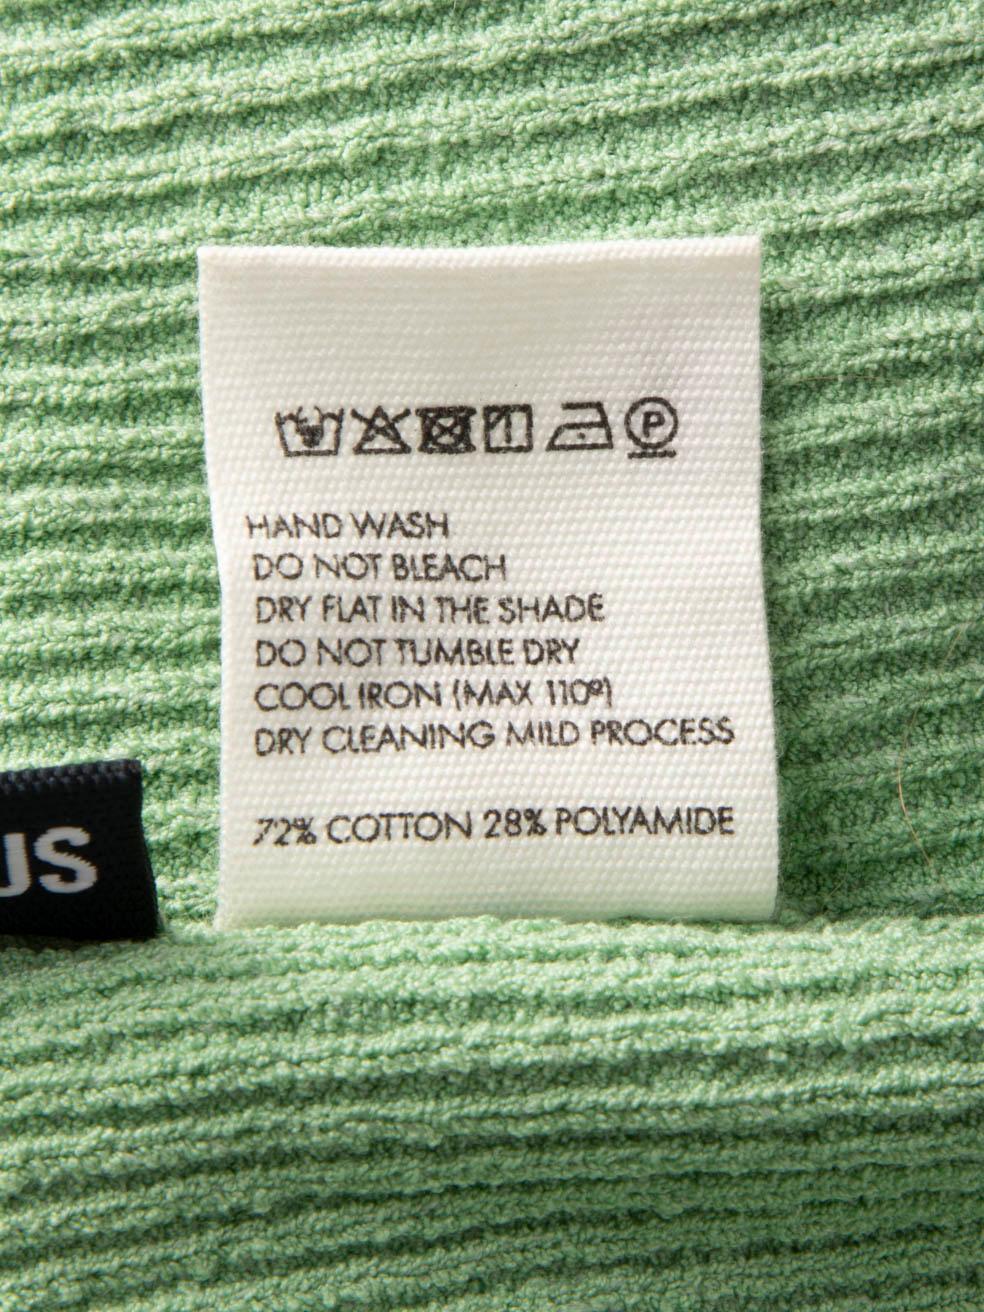 P
HAND WASH
DO NOT BLEACH
DRY FLAT IN THE SHADE
DO NOT TUMBLE DRY
COOL IRON (MAX 110º)
DRY CLEANING MILD PROCESS
72% COTTON 28% POLYAMIDE
US